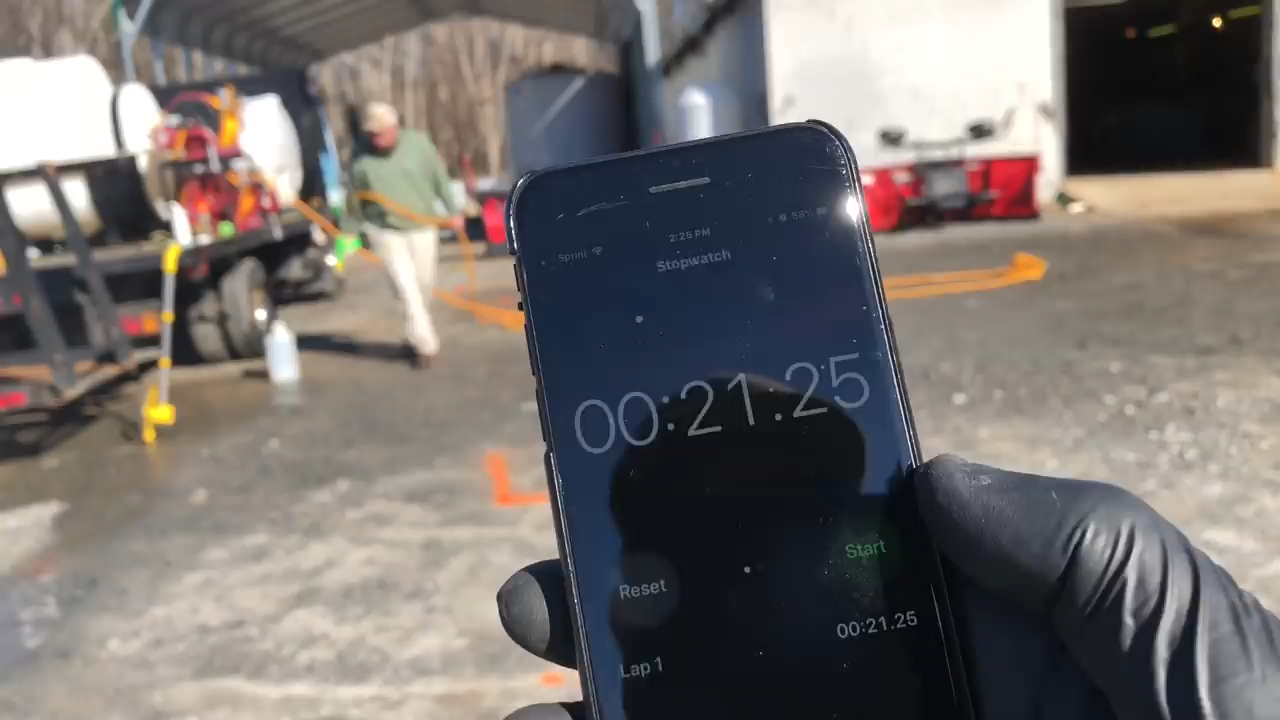 Sprint
2:25 PM
58%
Stopwatch
00:21.25
Reset
Start
Lap 1
00:21.25